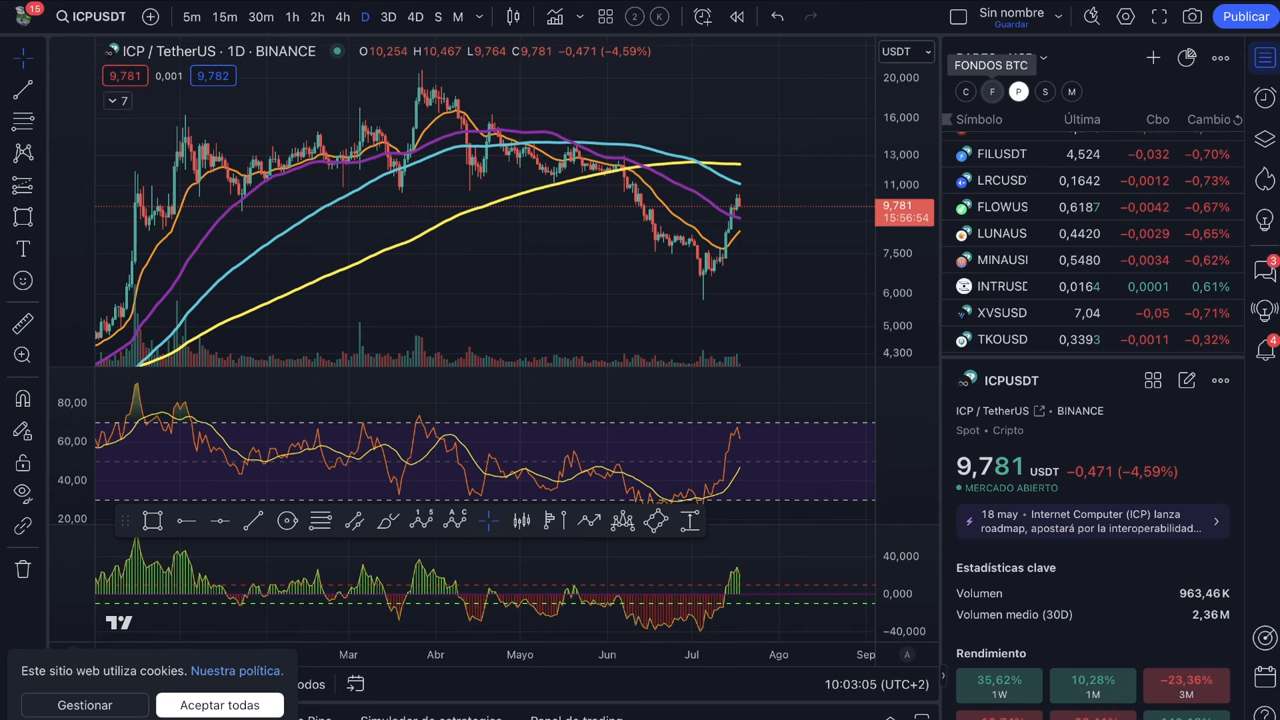 15
ICPUSDT
5m 15m 30m 1h 2h 4h D 3D 4D S M
2 K
Sin nombre
Guardar
Publicar
ICP / TetherUS · 1D · BINANCE
O10,254 H10,467 L9,764 C9,781 −0,471 (−4,59%)
9,781 0,001 9,782
7
USDT
20,000
16,000
13,000
11,000
9,781
15:56:54
7,500
6,000
5,000
4,300
80,00
60,00
40,00
20,00
40,000
0,000
−40,000
Mar Abr Mayo Jun Jul Ago Sep
A
10:03:05 (UTC+2)
Este sitio web utiliza cookies. Nuestra política.
Gestionar
Aceptar todas
FONDOS BTC
C F P S M
Símbolo Última Cbo Cambio
FILUSDT 4,524 −0,032 −0,70%
LRCUSD 0,1642 −0,0012 −0,73%
FLOWUS 0,6187 −0,0042 −0,67%
LUNAUS 0,4420 −0,0029 −0,65%
MINAUSI 0,5480 −0,0034 −0,62%
INTRUSD 0,0164 0,0001 0,61%
XVSUSD 7,04 −0,05 −0,71%
TKOUSD 0,3393 −0,0011 −0,32%
ICPUSDT
ICP / TetherUS · BINANCE
Spot · Cripto
9,781 USDT −0,471 (−4,59%)
MERCADO ABIERTO
18 may · Internet Computer (ICP) lanza
roadmap, apostará por la interoperabilidad...
Estadísticas clave
Volumen 963,46K
Volumen medio (30D) 2,36M
Rendimiento
35,62% 10,28% −23,36%
1W 1M 3M
3
4